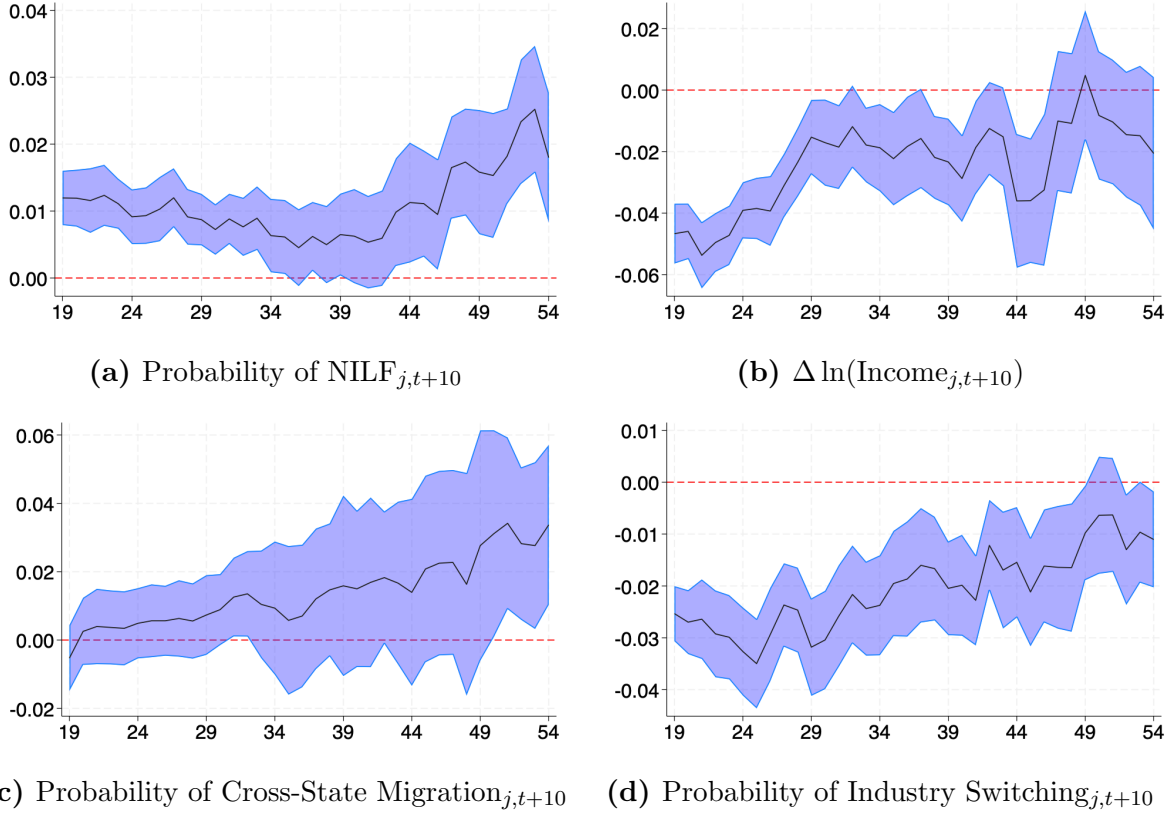 0.04
0.03
0.02
0.01
0.00
19 24 29 34 39 44 49 54
(a) Probability of NILF_{j,t+10}
0.02
0.00
-0.02
-0.04
-0.06
19 24 29 34 39 44 49 54
(b) Δ ln(Income_{j,t+10})
0.06
0.04
0.02
0.00
-0.02
19 24 29 34 39 44 49 54
c) Probability of Cross-State Migration_{j,t+10}
0.01
0.00
-0.01
-0.02
-0.03
-0.04
19 24 29 34 39 44 49 54
(d) Probability of Industry Switching_{j,t+10}